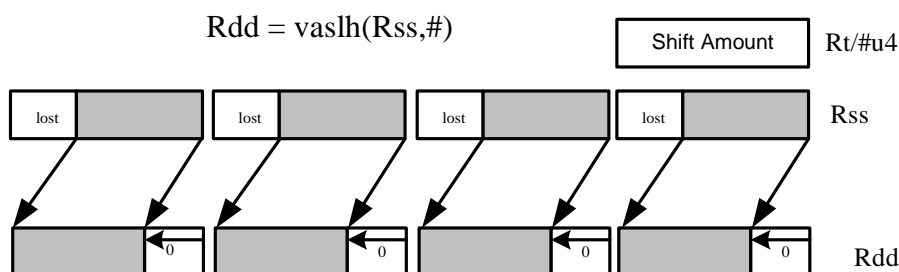 Rdd = vaslh(Rss,#)
Shift Amount Rt/#u4
lost lost lost lost Rss
0 0 0 0
Rdd